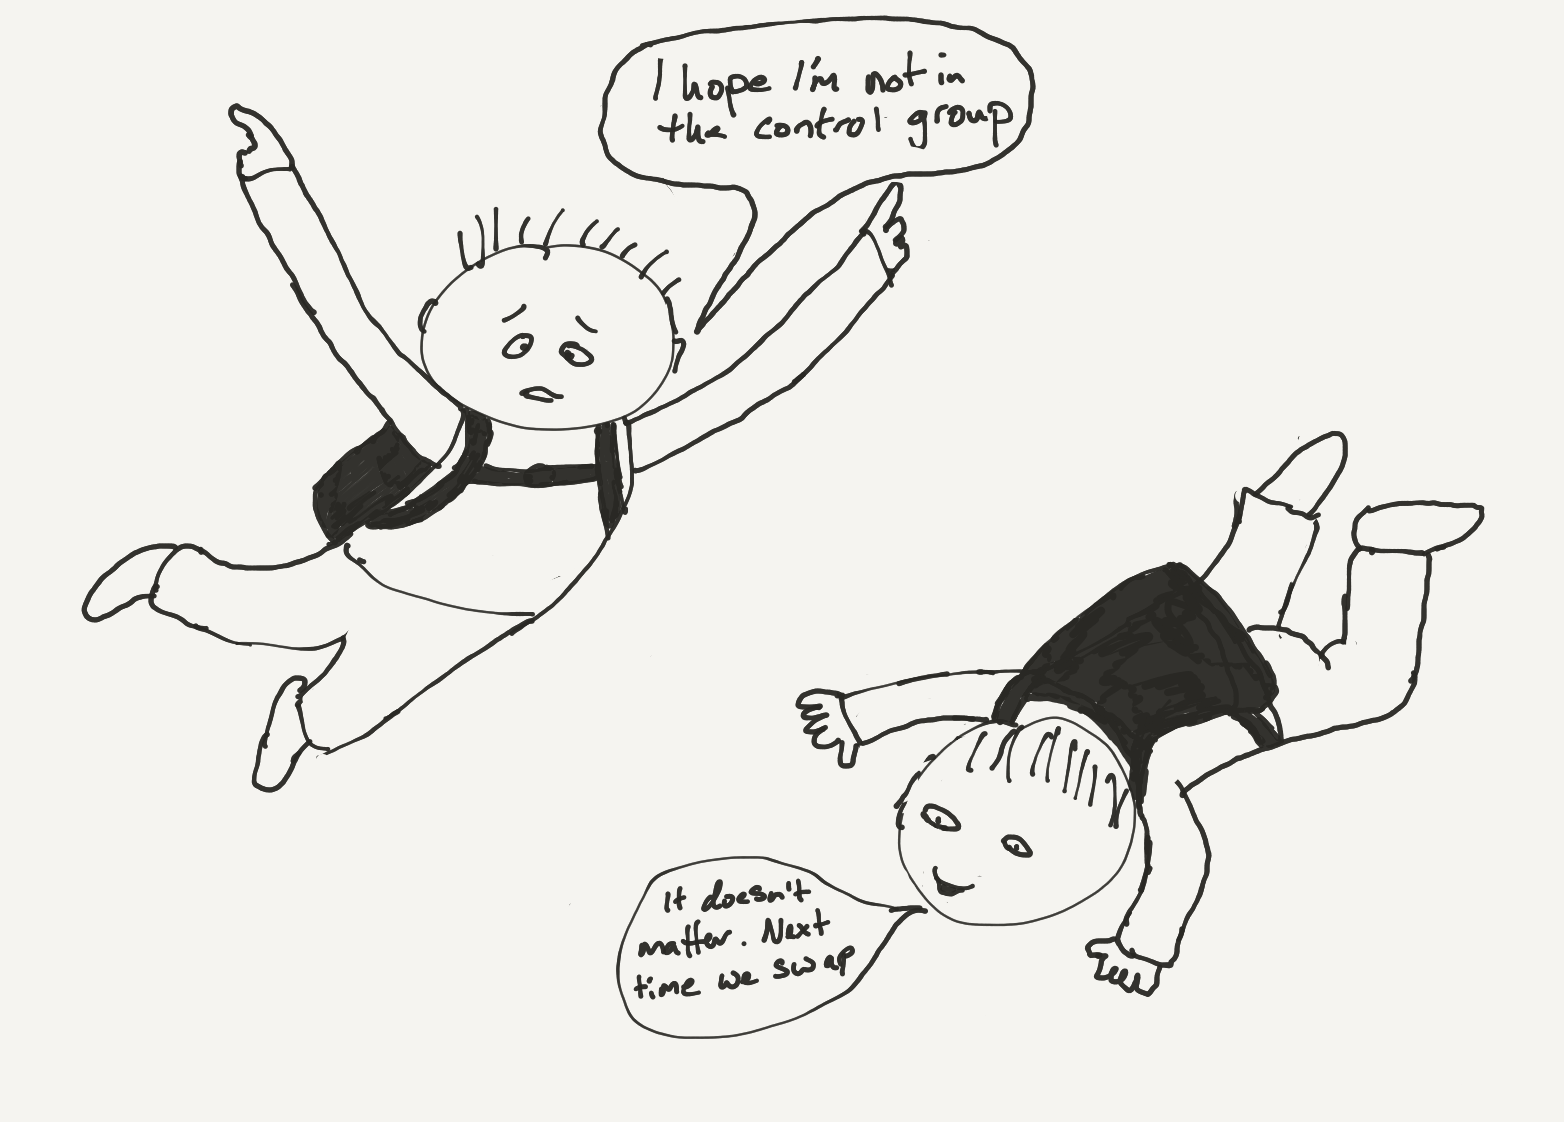 I hope I'm not in
the control group
It doesn't
matter. Next
time we swap